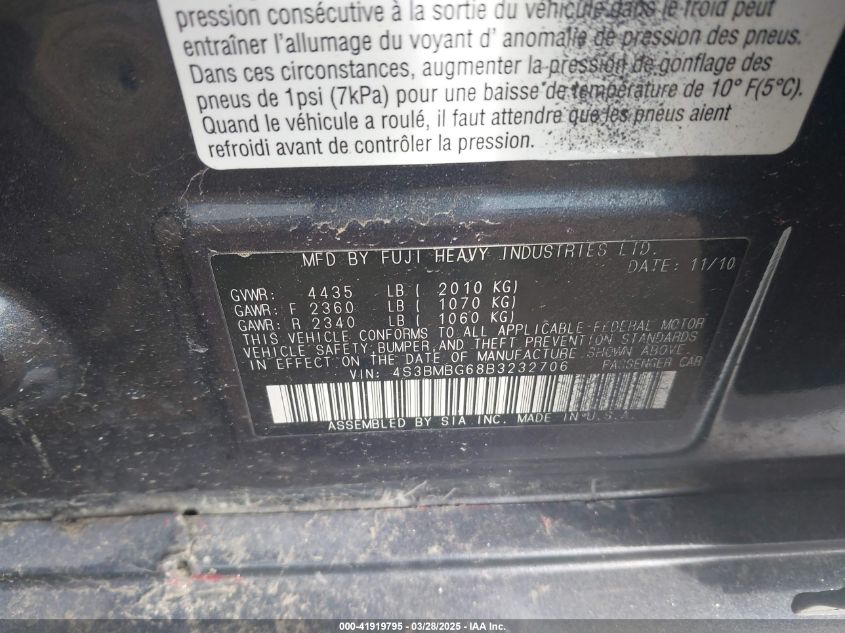 pression consécutive à la sortie du véhicule dans le froid peut
entraîner l'allumage du voyant d' anomalie de pression des pneus.
Dans ces circonstances, augmenter la pression de gonflage des
pneus de 1psi (7kPa) pour une baisse de température de 10° F(5°C).
Quand le véhicule a roulé, il faut attendre que les pneus aient
refroidi avant de contrôler la pression.
MFD BY FUJI HEAVY INDUSTRIES LTD.
DATE: 11/10
GVWR: 4435 LB ( 2010 KG)
GAWR: F 2360 LB ( 1070 KG)
GAWR: R 2340 LB ( 1060 KG)
THIS VEHICLE CONFORMS TO ALL APPLICABLE FEDERAL MOTOR
VEHICLE SAFETY, BUMPER, AND THEFT PREVENTION STANDARDS
IN EFFECT ON THE DATE OF MANUFACTURE SHOWN ABOVE.
VIN: 4S3BMBG68B3232706 PASSENGER CAR
ASSEMBLED BY SIA INC. MADE IN U.S.A.
000-41919795 — 03/28/2025 — IAA Inc.